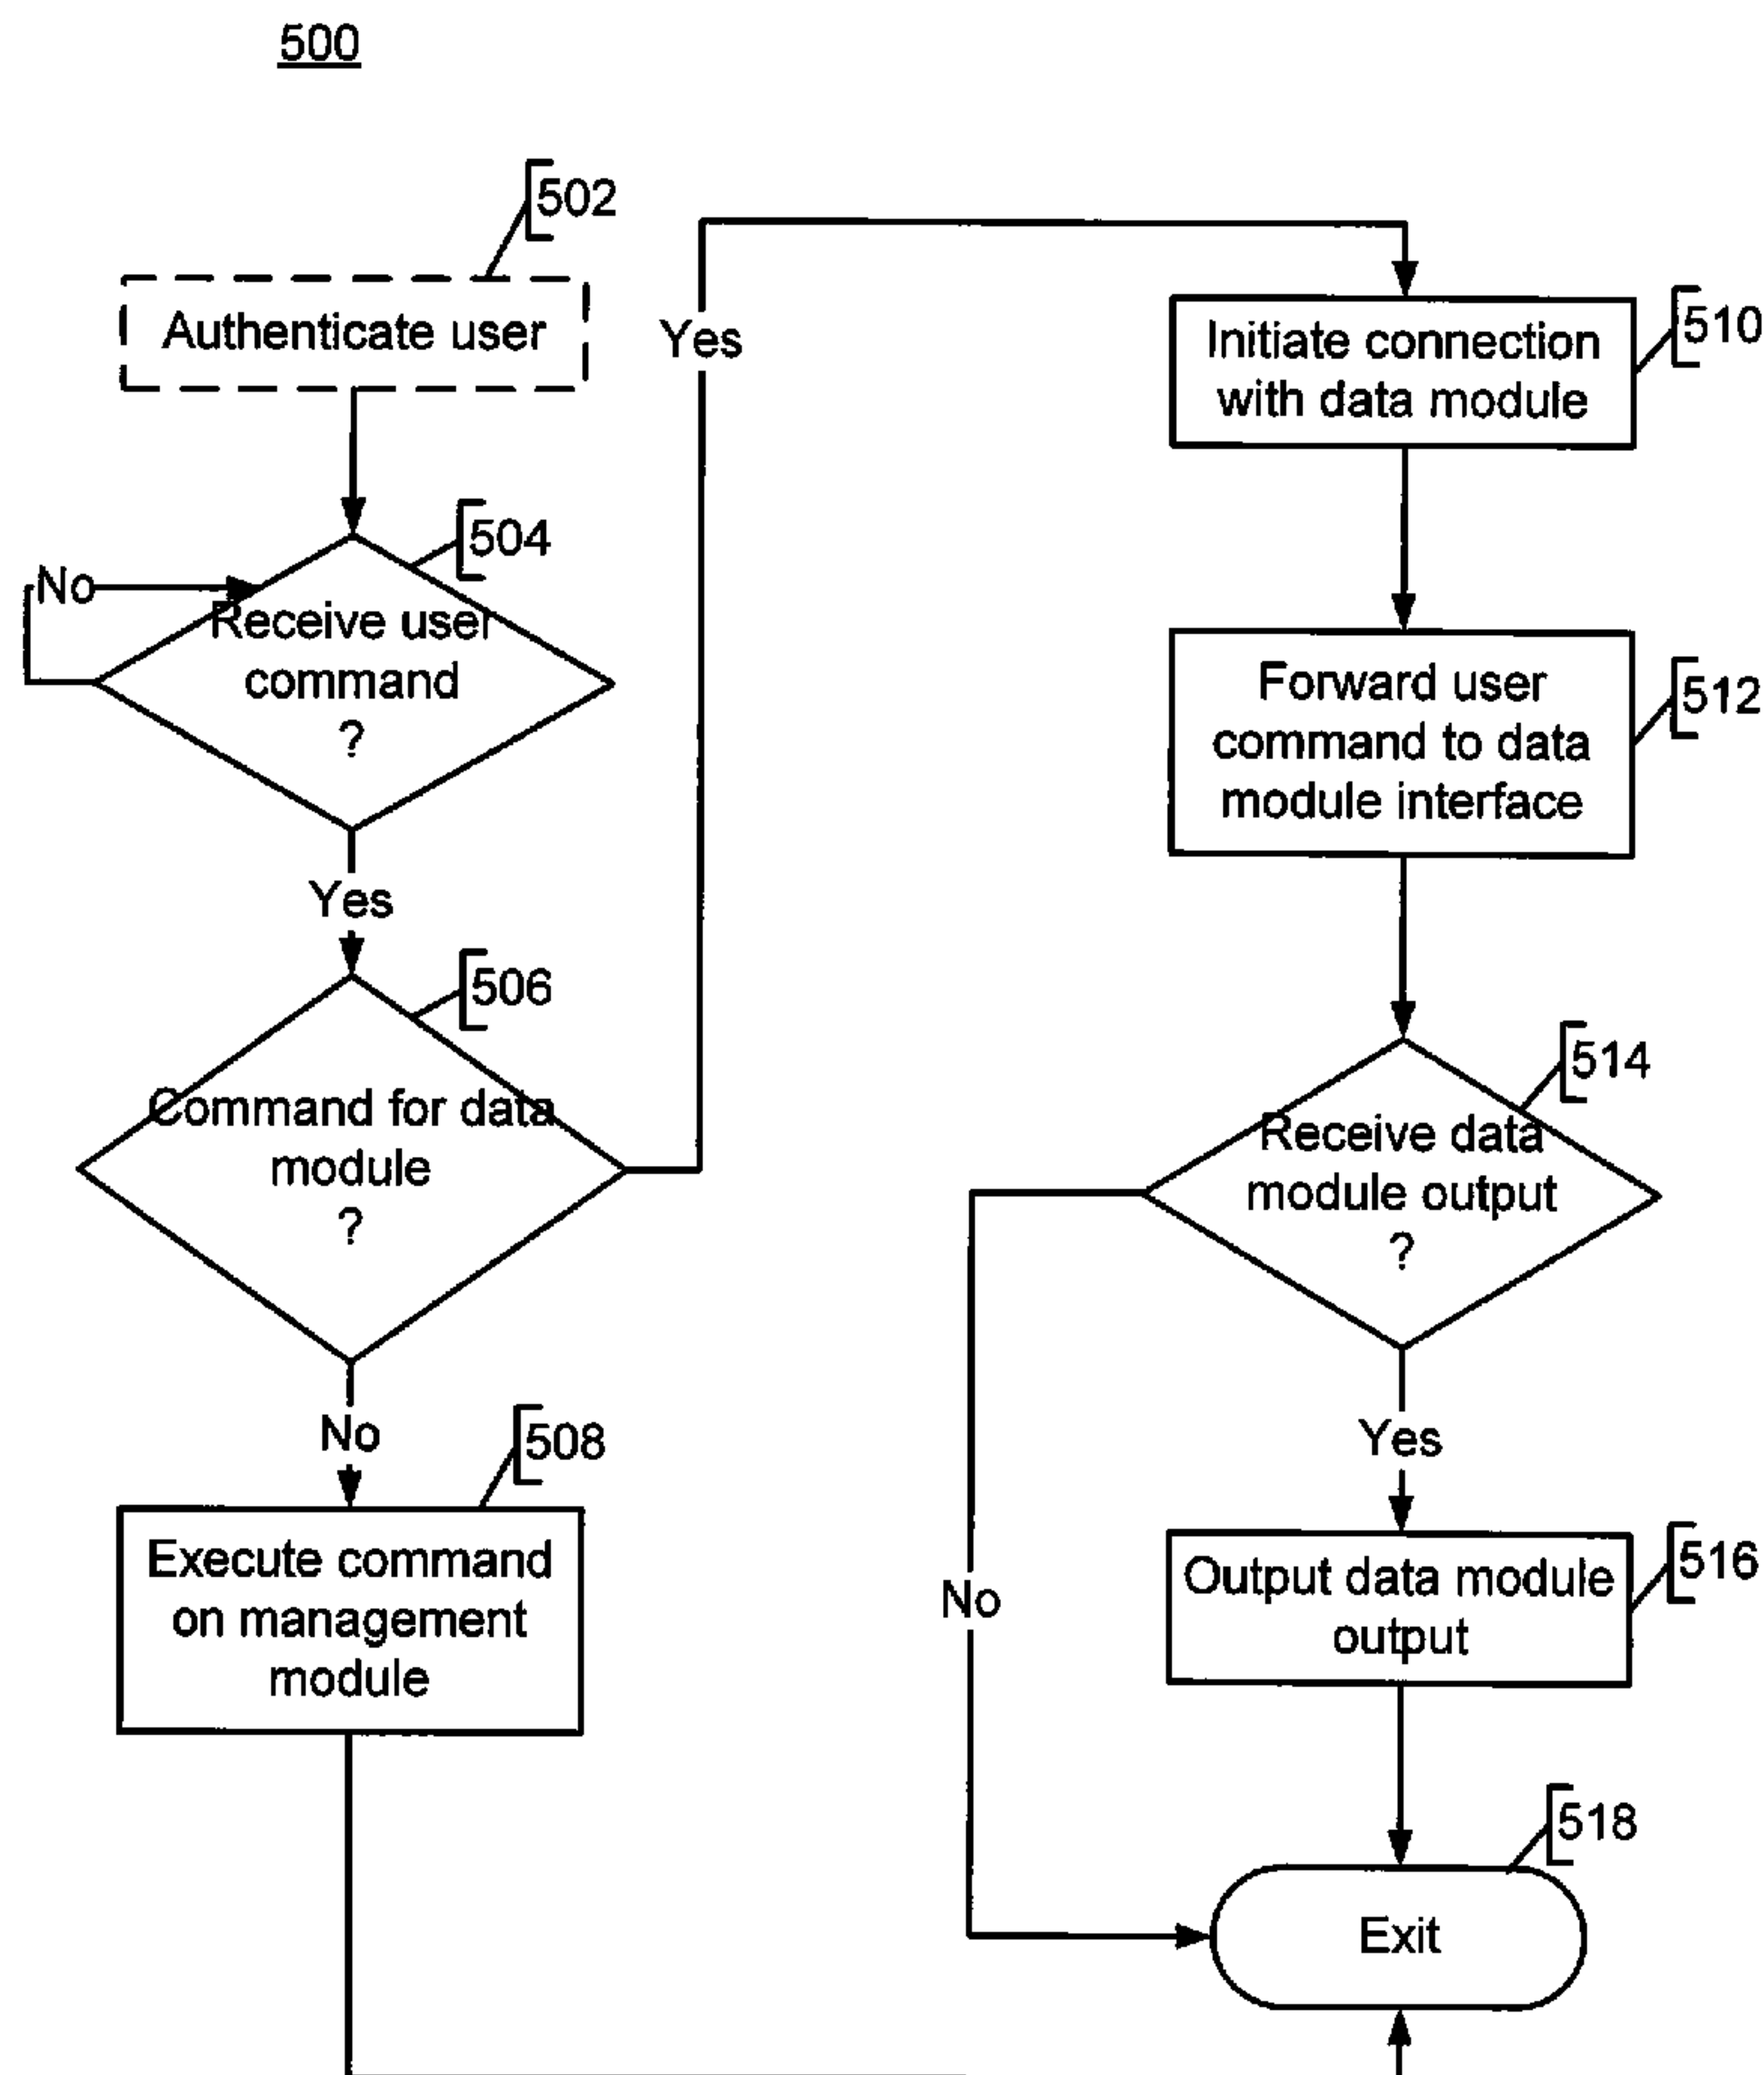 500
502
Authenticate user
504
No
Receive user
command
?
Yes
506
Command for data
module
?
Yes
No
508
Execute command
on management
module
510
Initiate connection
with data module
512
Forward user
command to data
module interface
514
Receive data
module output
?
No
Yes
516
Output data module
output
518
Exit